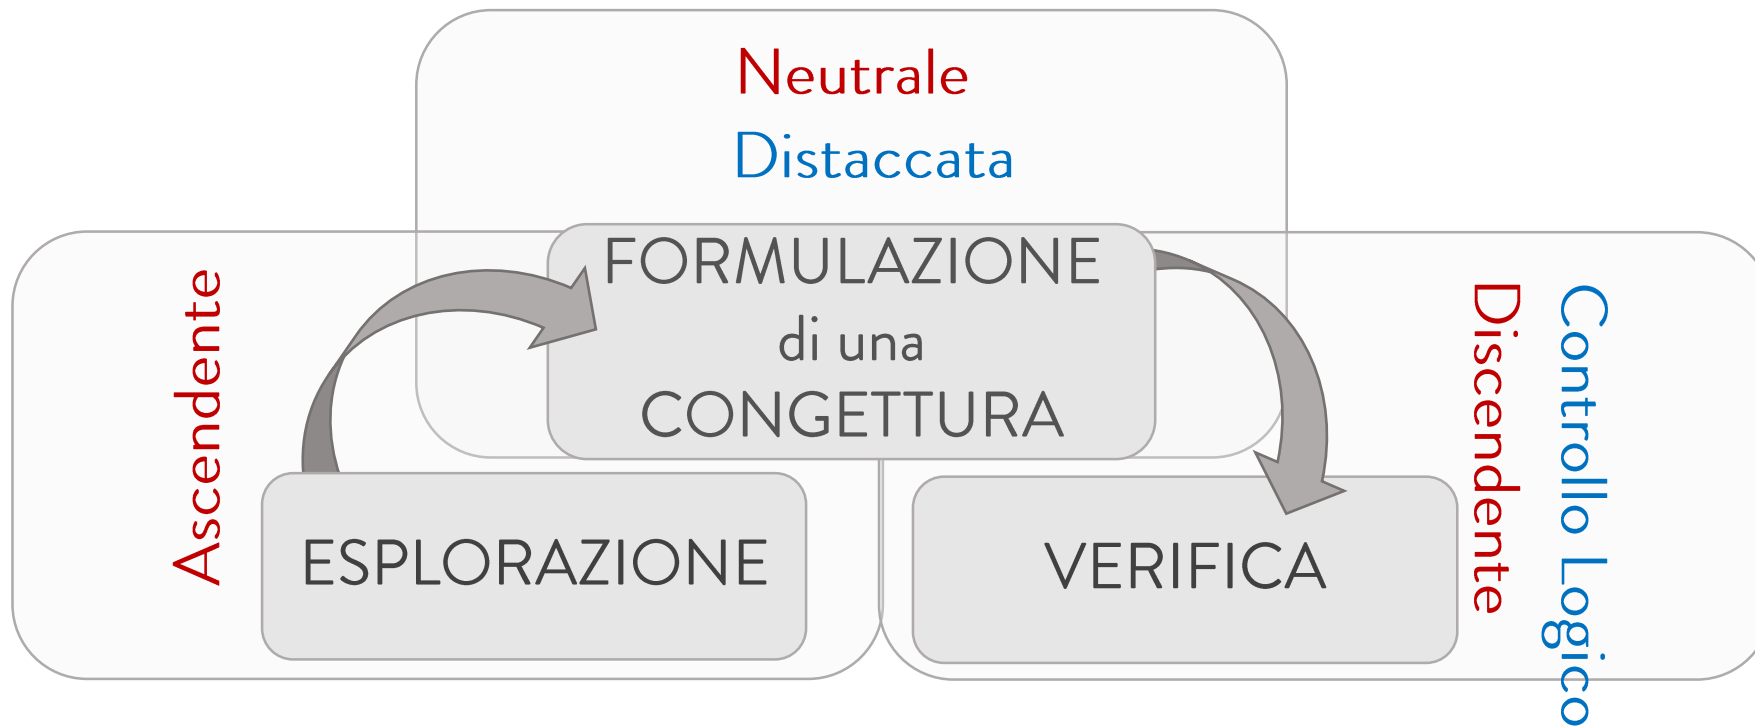 Neutrale
Distaccata
FORMULAZIONE
di una
CONGETTURA
Ascendente
ESPLORAZIONE
VERIFICA
Discendente
Controllo Logico